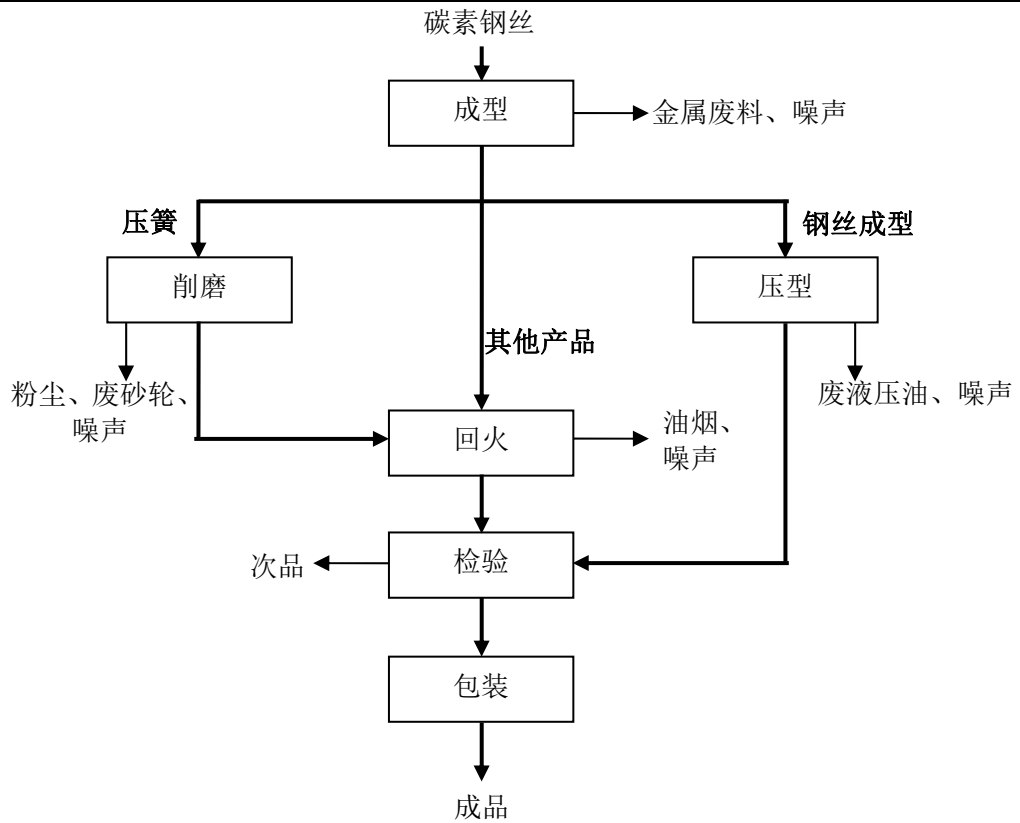 碳素钢丝
成型
金属废料、噪声
压簧
钢丝成型
削磨
压型
其他产品
粉尘、废砂轮、
噪声
废液压油、噪声
回火
油烟、
噪声
次品
检验
包装
成品